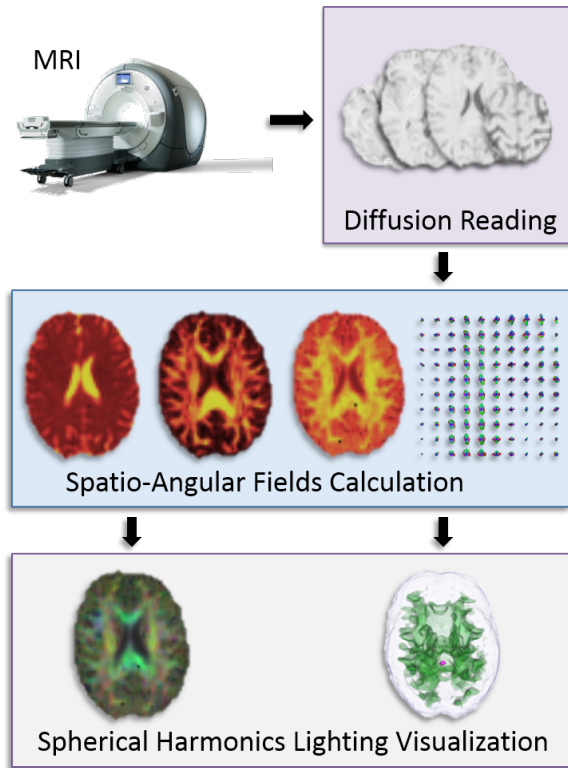 MRI
Diffusion Reading
Spatio-Angular Fields Calculation
Spherical Harmonics Lighting Visualization